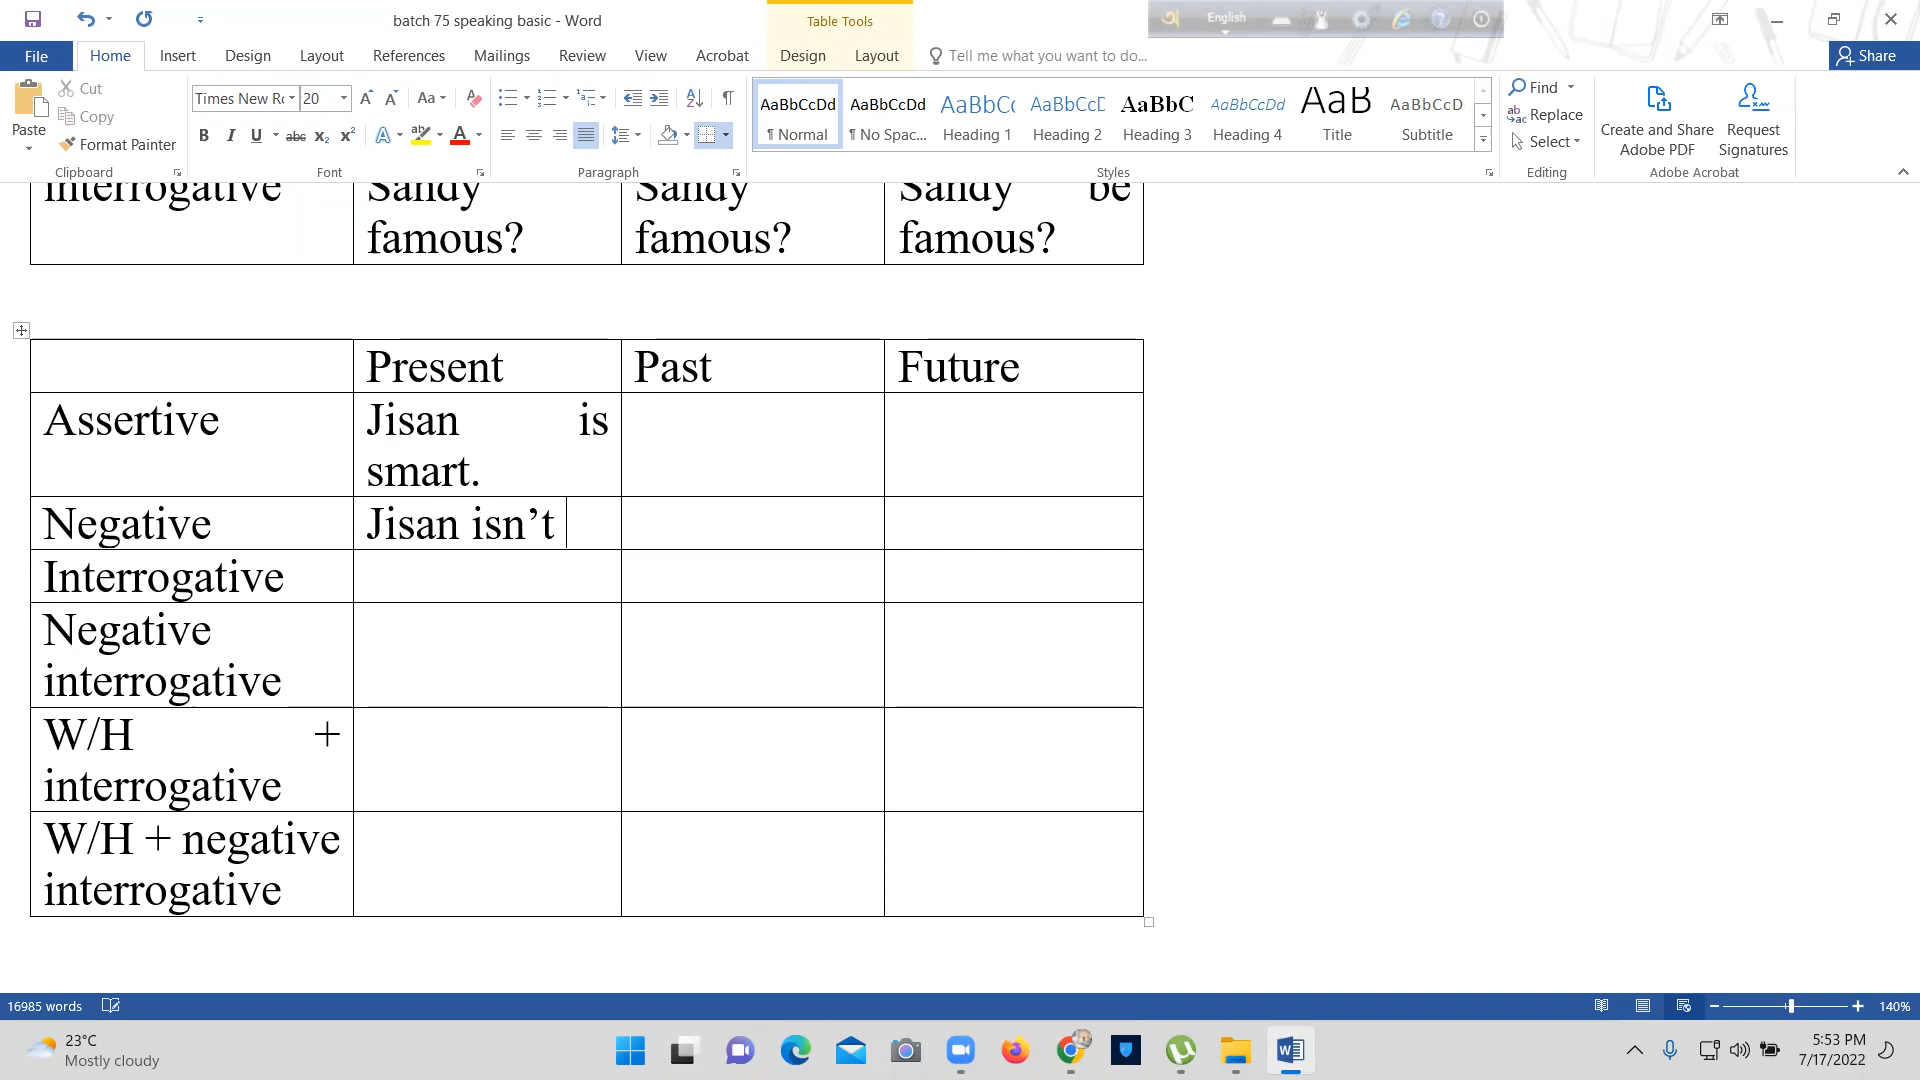 batch 75 speaking basic - Word
Table Tools
English
File Home Insert Design Layout References Mailings Review View Acrobat Design Layout Tell me what you want to do... Share
Paste
Cut
Copy
Format Painter
Clipboard
Times New Ro 20
Font
Paragraph
AaBbCcDd AaBbCcDd AaBbC AaBbCcD AaBbC AaBbCcDd AaB AaBbCcD
¶ Normal ¶ No Spac... Heading 1 Heading 2 Heading 3 Heading 4 Title Subtitle
Styles
Find
Replace
Select
Editing
Create and Share
Adobe PDF
Request
Signatures
Adobe Acrobat
interrogative Sandy Sandy Sandy be
famous? famous? famous?
Present Past Future
Assertive Jisan is
smart.
Negative Jisan isn’t
Interrogative
Negative
interrogative
W/H +
interrogative
W/H + negative
interrogative
16985 words
140%
23°C
Mostly cloudy
5:53 PM
7/17/2022